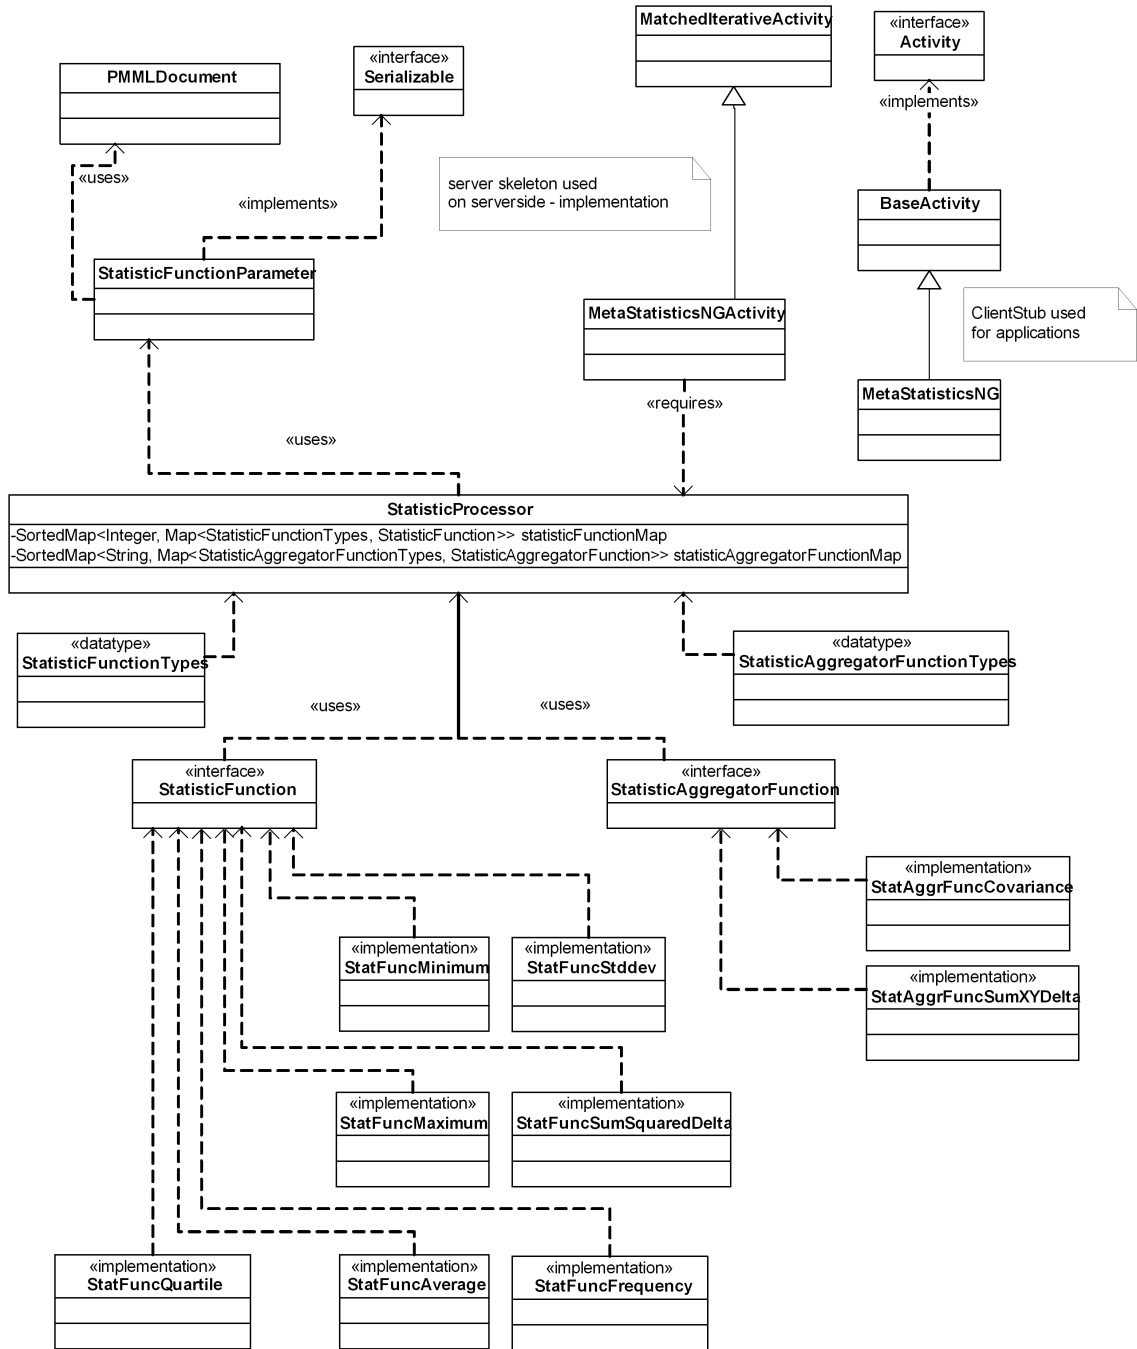 MatchedIterativeActivity
«interface»
Activity
«interface»
Serializable
PMMLDocument
«implements»
«uses»
server skeleton used
on serverside - implementation
«implements»
BaseActivity
StatisticFunctionParameter
MetaStatisticsNGActivity
ClientStub used
for applications
MetaStatisticsNG
«requires»
«uses»
StatisticProcessor
-SortedMap<Integer, Map<StatisticFunctionTypes, StatisticFunction>> statisticFunctionMap
-SortedMap<String, Map<StatisticAggregatorFunctionTypes, StatisticAggregatorFunction>> statisticAggregatorFunctionMap
«datatype»
StatisticFunctionTypes
«datatype»
StatisticAggregatorFunctionTypes
«uses»
«uses»
«interface»
StatisticFunction
«interface»
StatisticAggregatorFunction
«implementation»
StatAggrFuncCovariance
«implementation»
StatFuncMinimum
«implementation»
StatFuncStddev
«implementation»
StatAggrFuncSumXYDelta
«implementation»
StatFuncMaximum
«implementation»
StatFuncSumSquaredDelta
«implementation»
StatFuncQuartile
«implementation»
StatFuncAverage
«implementation»
StatFuncFrequency